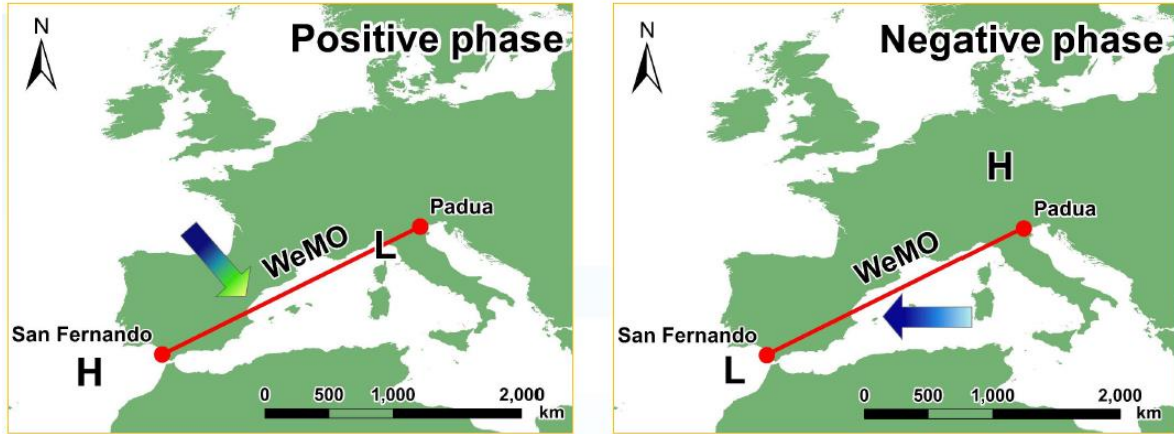 N
Positive phase
Padua
WeMO
L
San Fernando
H
0 500 1,000 2,000
km
N
Negative phase
H
Padua
WeMO
San Fernando
L
0 500 1,000 2,000
km